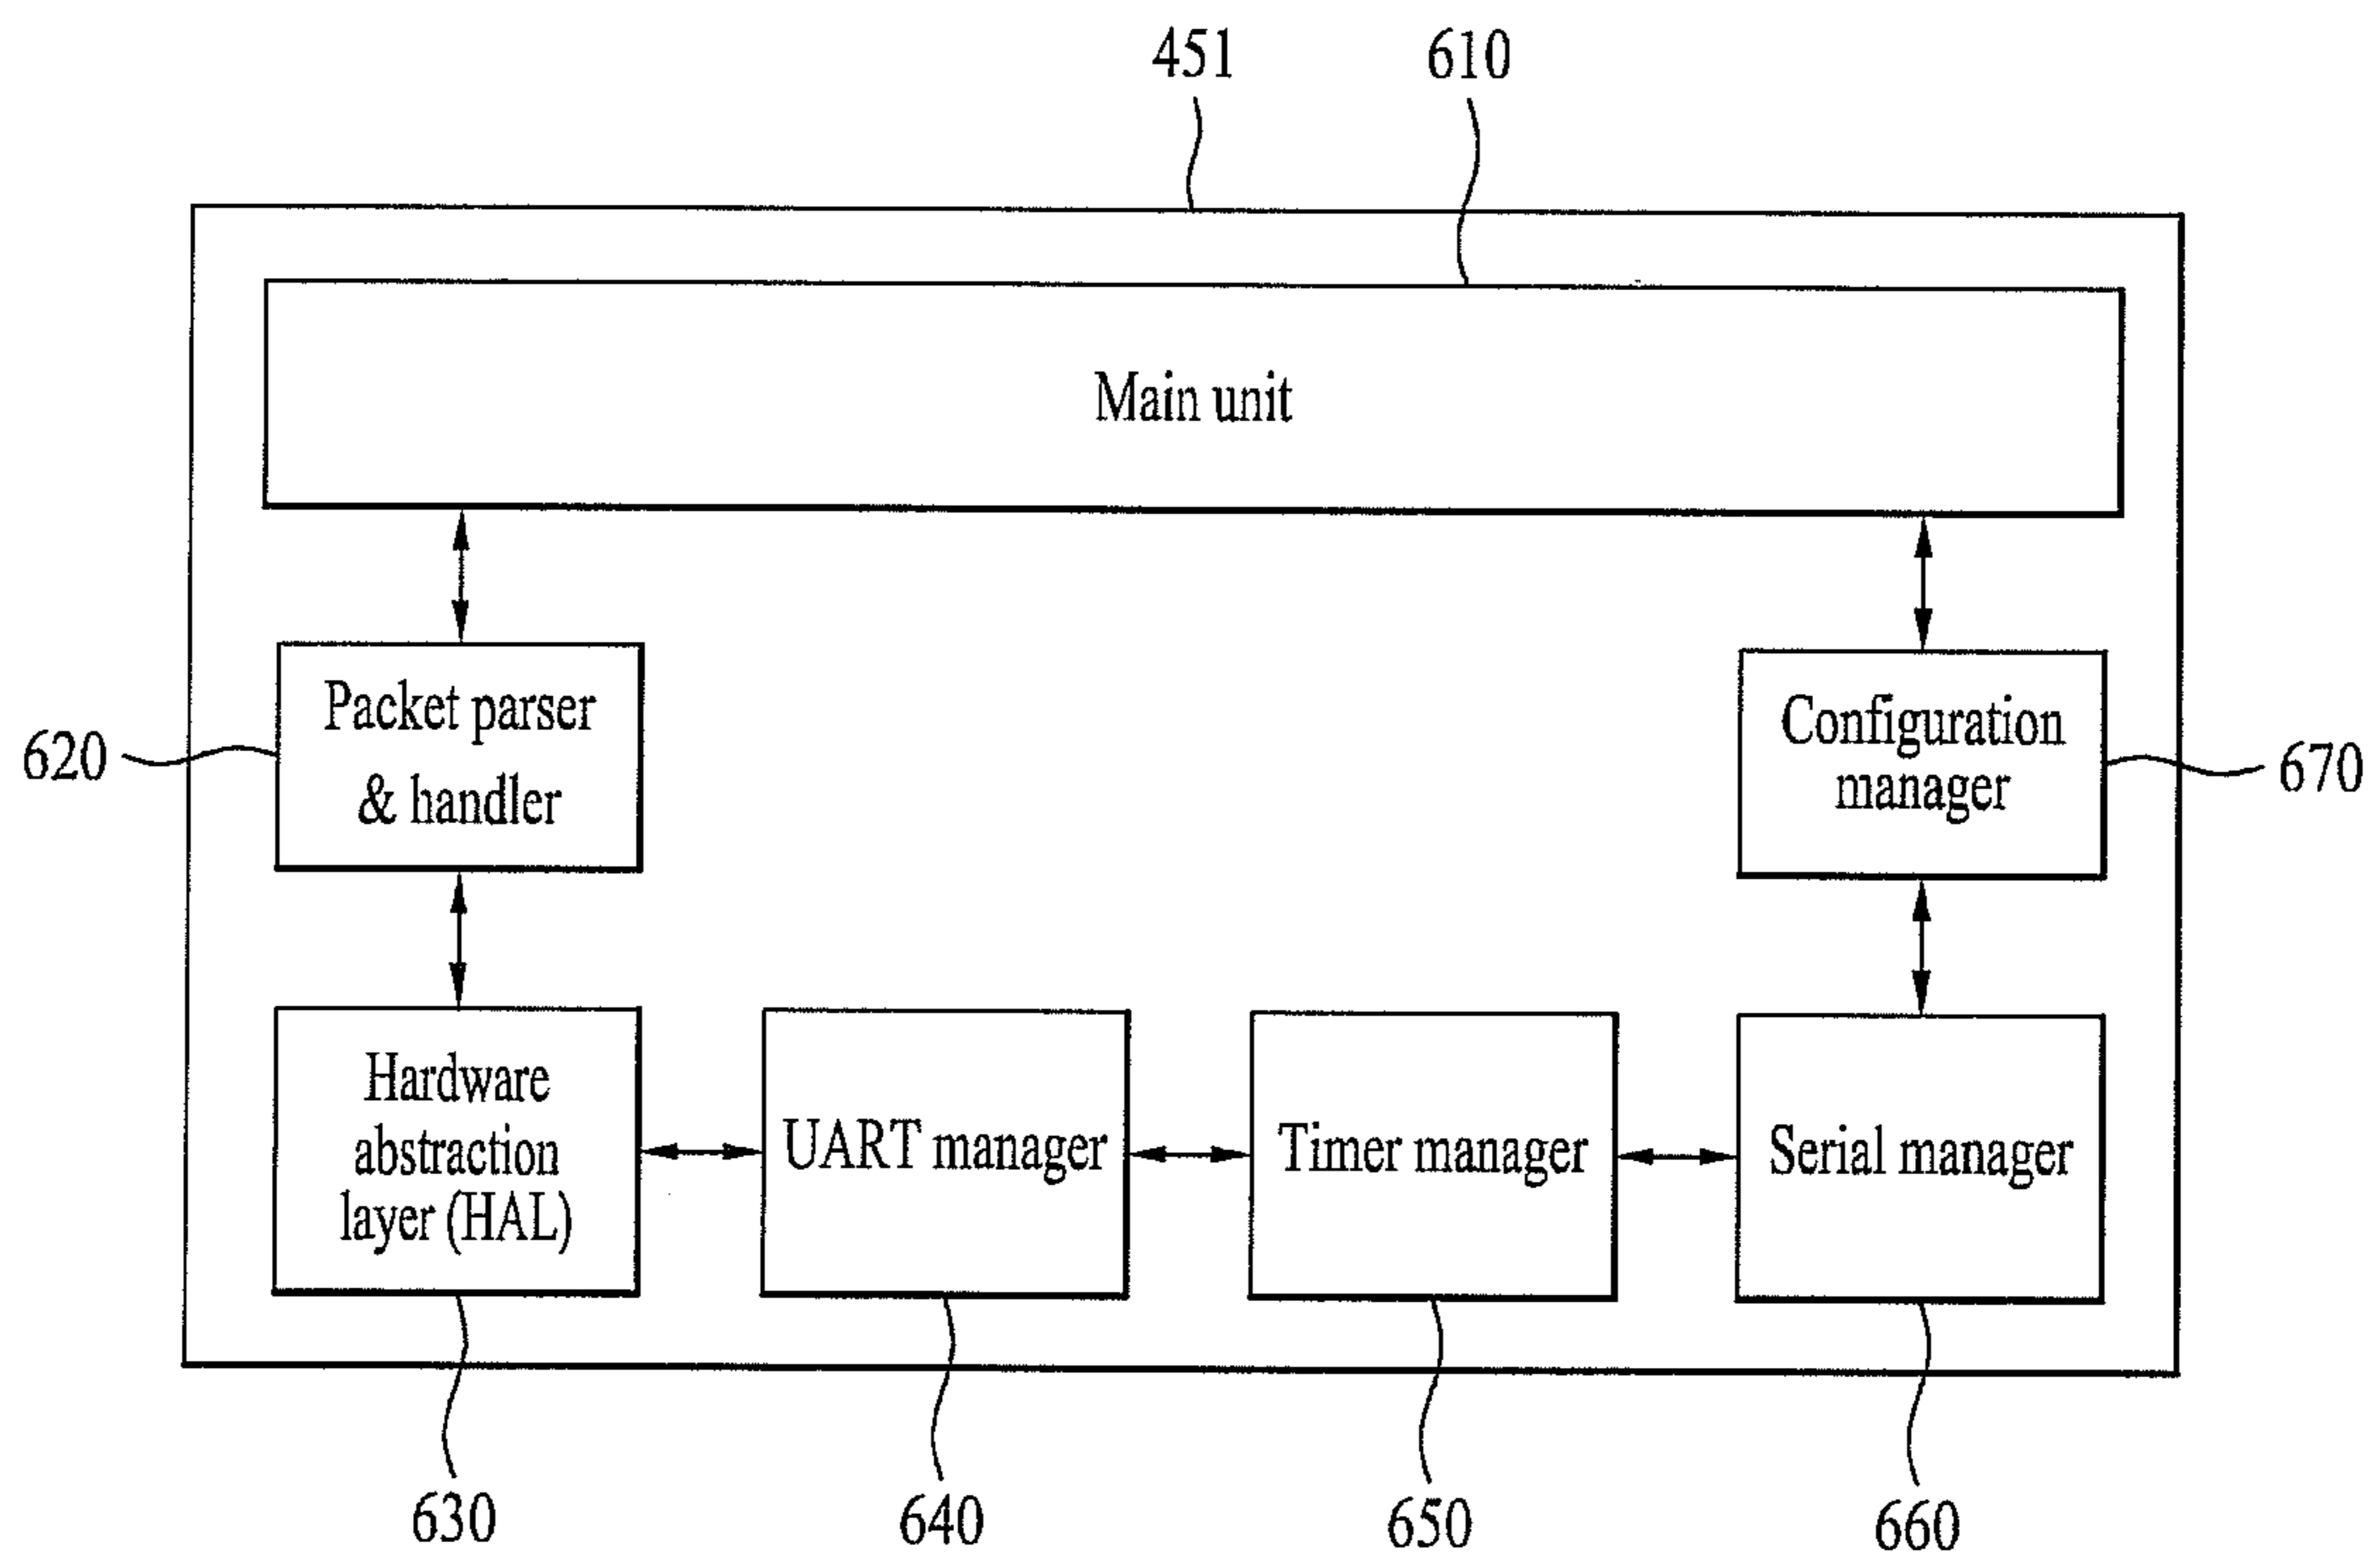 451
610
Main unit
Packet parser
& handler
620
Configuration
manager
670
Hardware
abstraction
layer (HAL)
UART manager
Timer manager
Serial manager
630
640
650
660